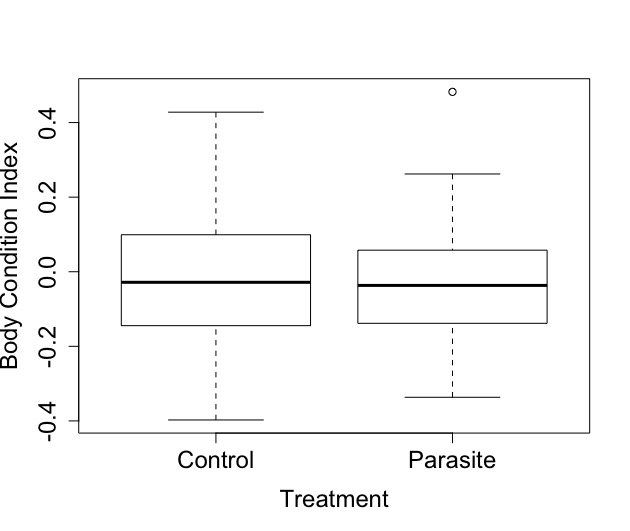 Body Condition Index
0.4
0.2
0.0
-0.2
-0.4
Control
Parasite
Treatment